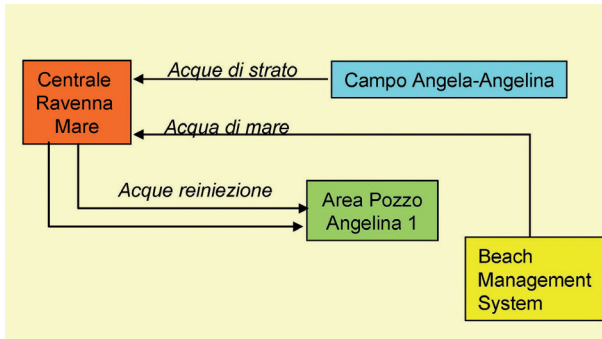 Centrale
Ravenna
Mare
Acque di strato
Campo Angela-Angelina
Acqua di mare
Acque reiniezione
Area Pozzo
Angelina 1
Beach
Management
System